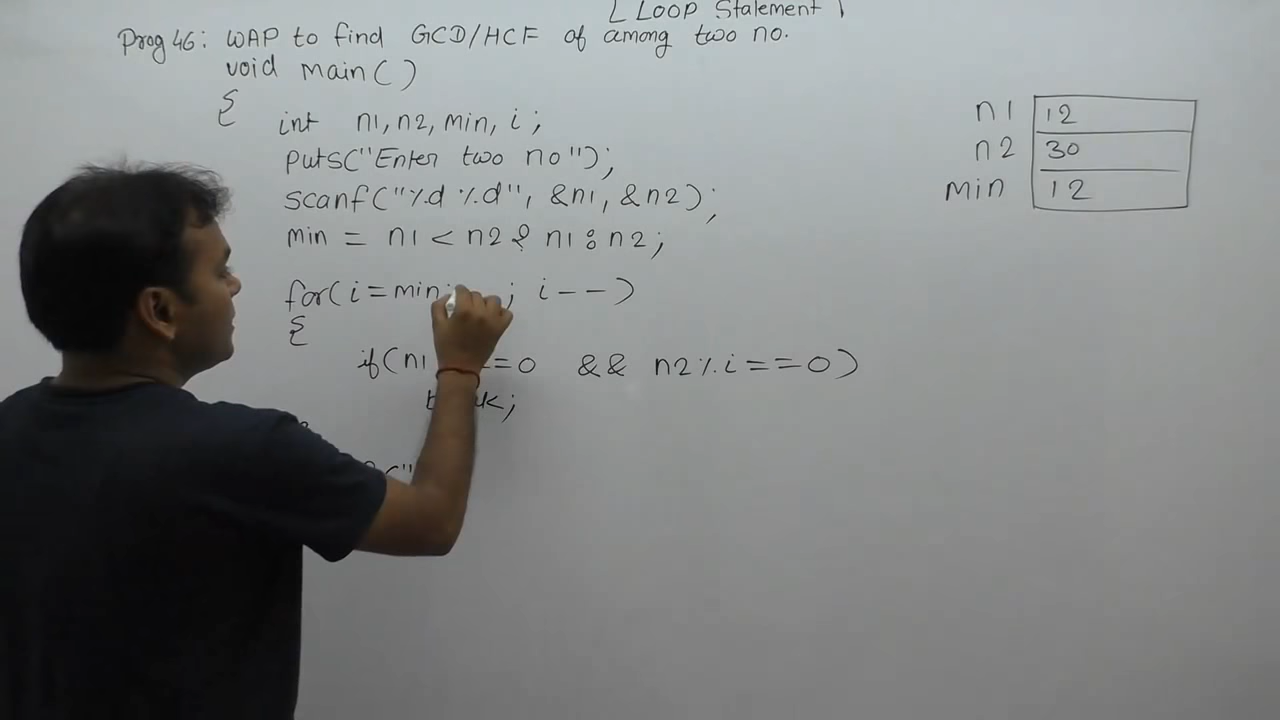 [ LOOP Statement ]
Prog 46: WAP to find GCD/HCF of among two no.
void main()
{
int n1, n2, min, i;
puts("Enter two no");
scanf("%d %d", &n1, &n2);
min = n1 < n2 ? n1 : n2;
for(i=min; ; i--)
{
if(n1 ==0 && n2%i==0)
n1 12
n2 30
min 12